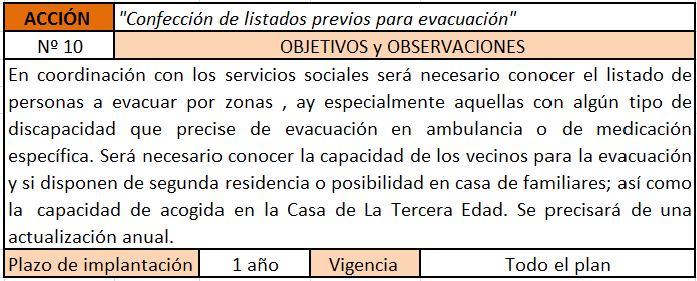 ACCIÓN "Confección de listados previos para evacuación"
Nº 10 OBJETIVOS y OBSERVACIONES
En coordinación con los servicios sociales será necesario conocer el listado de
personas a evacuar por zonas , ay especialmente aquellas con algún tipo de
discapacidad que precise de evacuación en ambulancia o de medicación
específica. Será necesario conocer la capacidad de los vecinos para la evacuación
y si disponen de segunda residencia o posibilidad en casa de familiares; así como
la capacidad de acogida en la Casa de La Tercera Edad. Se precisará de una
actualización anual.
Plazo de implantación 1 año Vigencia Todo el plan